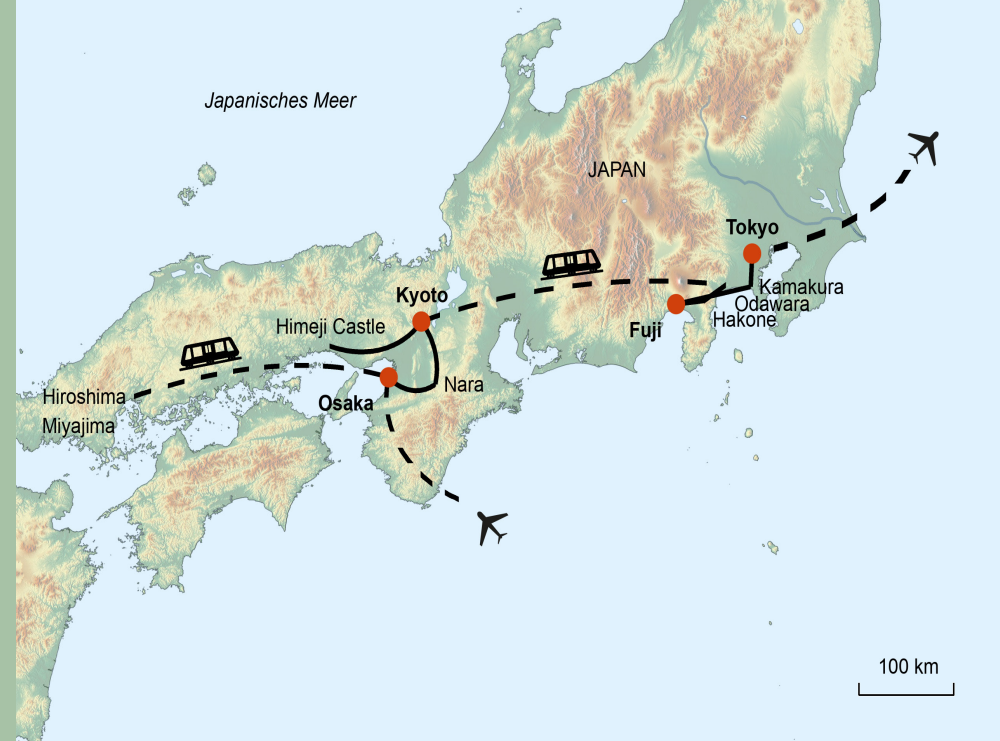 Japanisches Meer
JAPAN
Tokyo
Kamakura
Odawara
Hakone
Kyoto
Himeji Castle
Fuji
Nara
Hiroshima
Miyajima
Osaka
100 km